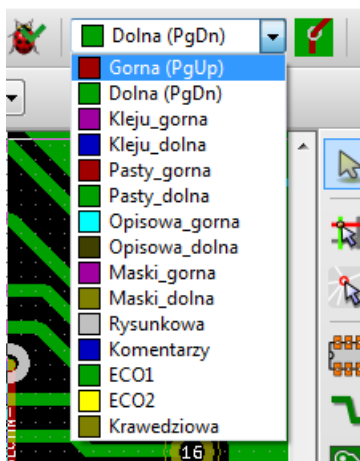 Dolna (PgDn)
Gorna (PgUp)
Dolna (PgDn)
Kleju_gorna
Kleju_dolna
Pasty_gorna
Pasty_dolna
Opisowa_gorna
Opisowa_dolna
Maski_gorna
Maski_dolna
Rysunkowa
Komentarzy
ECO1
ECO2
Krawedziowa
16